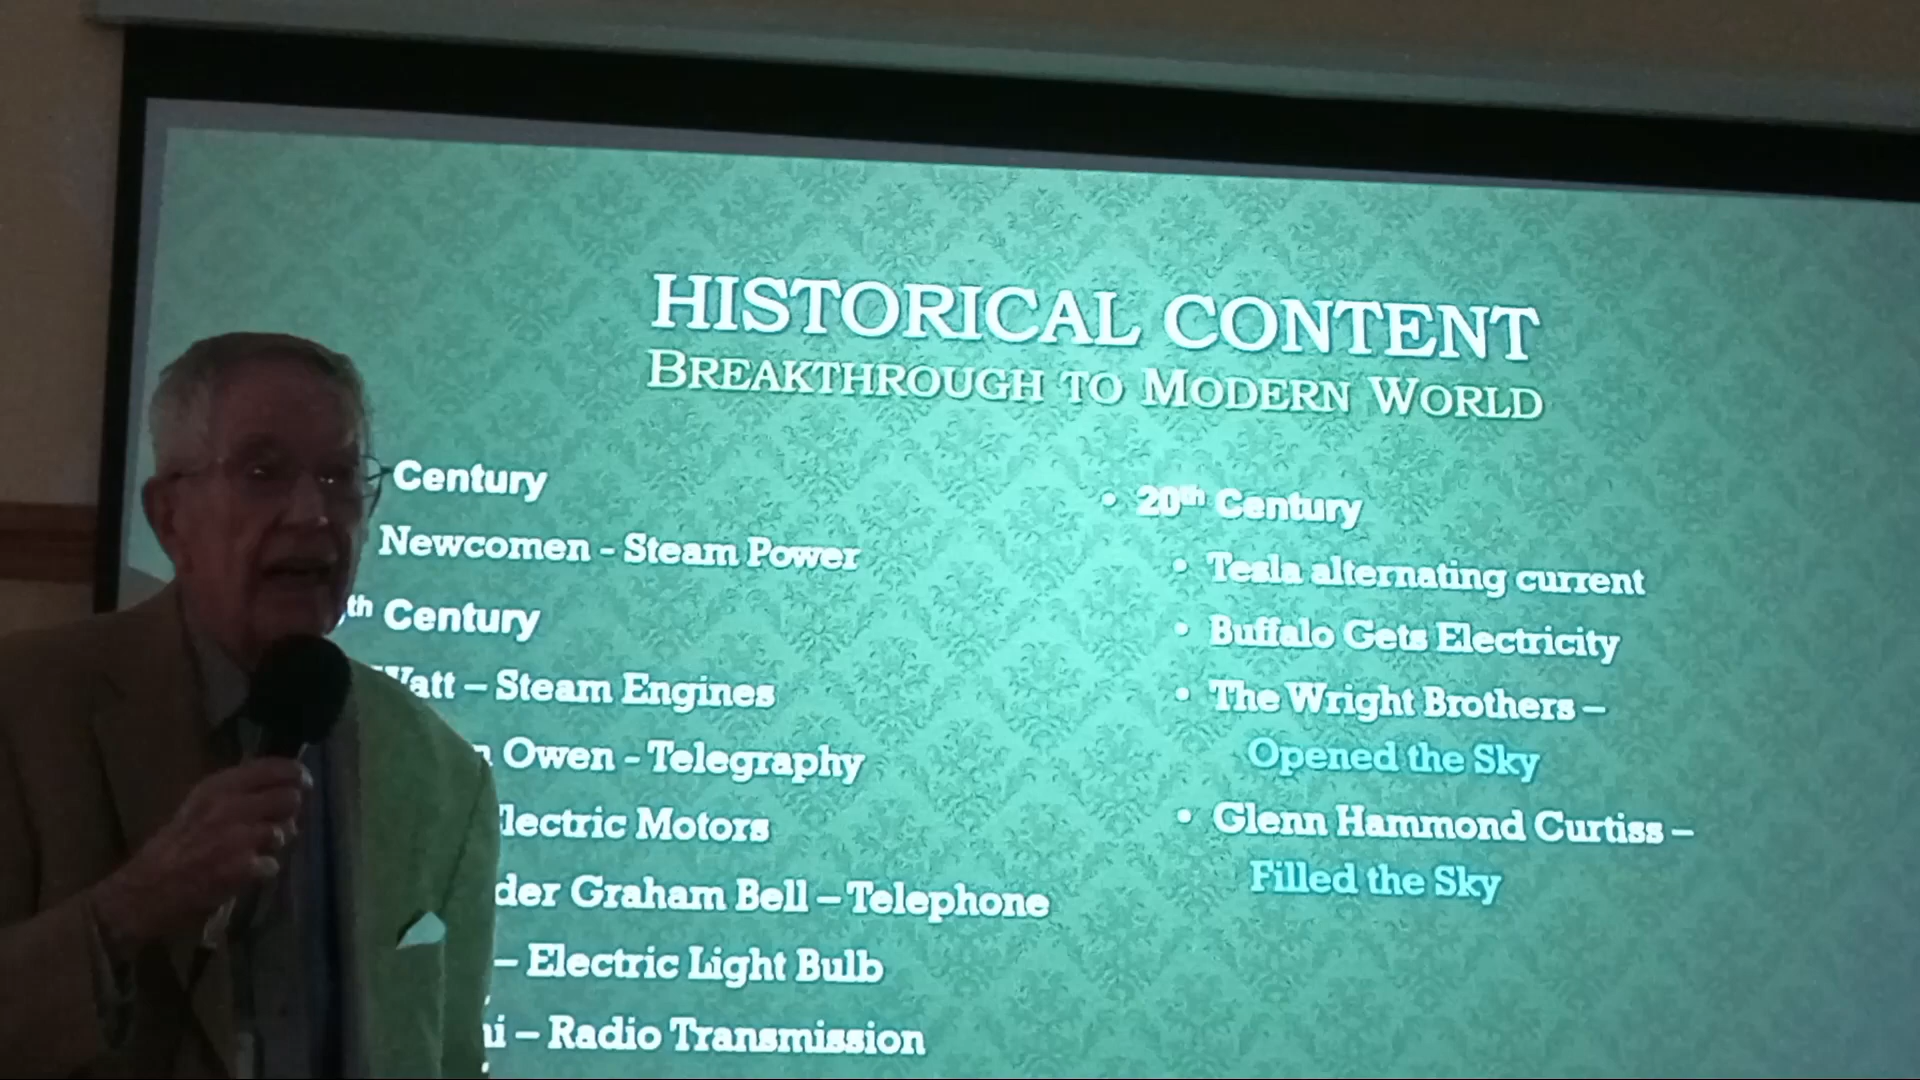 HISTORICAL CONTENT
BREAKTHROUGH TO MODERN WORLD
Century
Newcomen - Steam Power
th Century
Watt – Steam Engines
Owen - Telegraphy
lectric Motors
der Graham Bell – Telephone
– Electric Light Bulb
ni – Radio Transmission
• 20th Century
• Tesla alternating current
• Buffalo Gets Electricity
• The Wright Brothers –
Opened the Sky
• Glenn Hammond Curtiss –
Filled the Sky